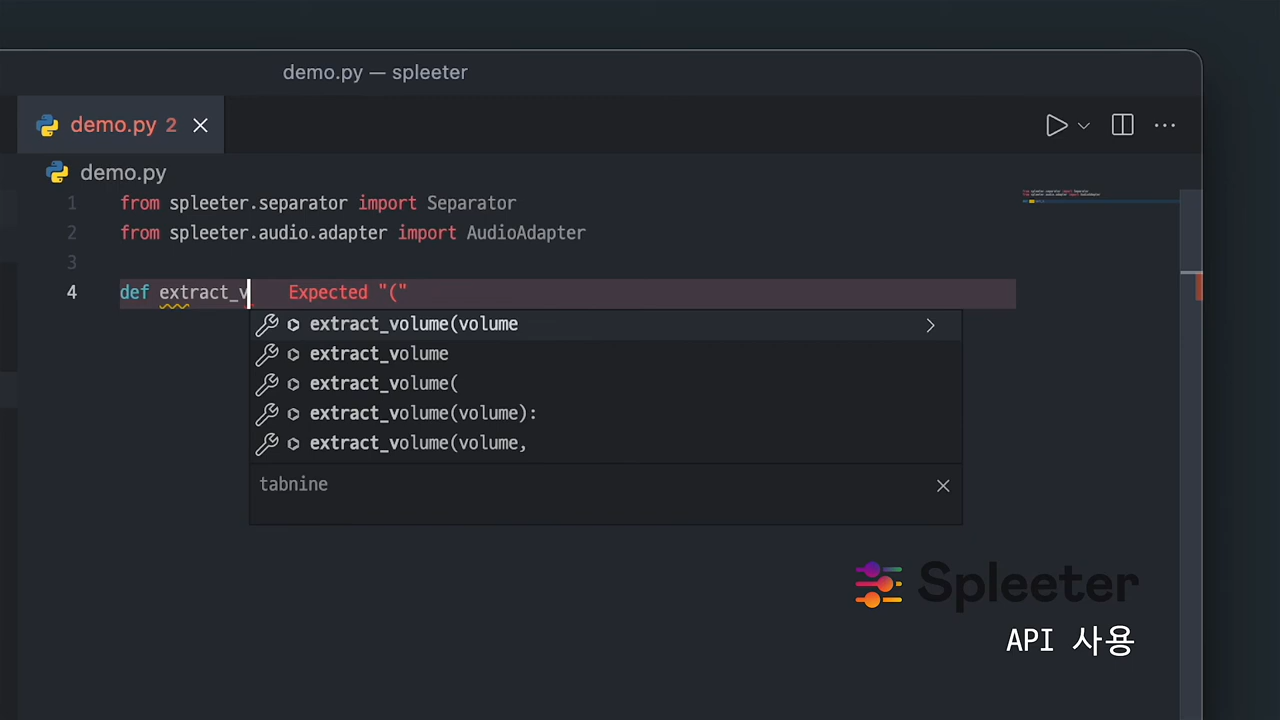 demo.py — spleeter
demo.py 2
demo.py
1 from spleeter.separator import Separator
2 from spleeter.audio.adapter import AudioAdapter
3
4 def extract_v Expected "("
extract_volume(volume
extract_volume
extract_volume(
extract_volume(volume):
extract_volume(volume,
tabnine
Spleeter
API 사용